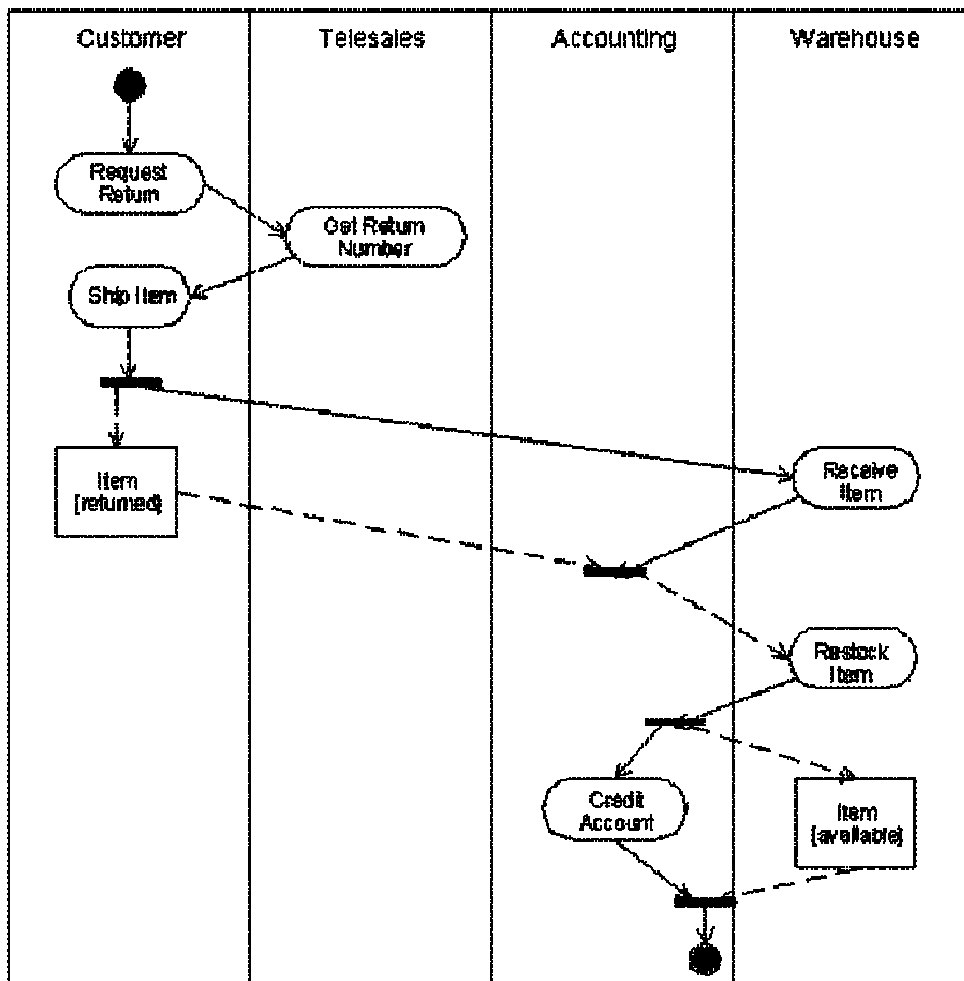 Customer Telesales Accounting Warehouse
Request
Return
Get Return
Number
Ship Item
Item
[returned]
Receive
Item
Restock
Item
Credit
Account
Item
[available]